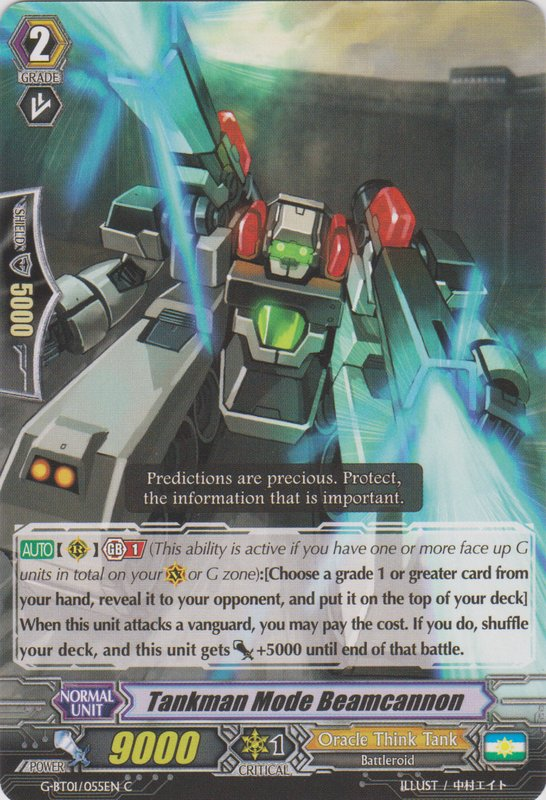 2
GRADE
SHIELD
5000
Predictions are precious. Protect,
the information that is important.
AUTO【 R 】 GB 1 (This ability is active if you have one or more face up G
units in total on your V or G zone):[Choose a grade 1 or greater card from
your hand, reveal it to your opponent, and put it on the top of your deck]
When this unit attacks a vanguard, you may pay the cost. If you do, shuffle
your deck, and this unit gets +5000 until end of that battle.
NORMAL
UNIT
Tankman Mode Beamcannon
POWER
9000
1
CRITICAL
Oracle Think Tank
Battleroid
G-BT01/055EN C
ILLUST / 中村エイト